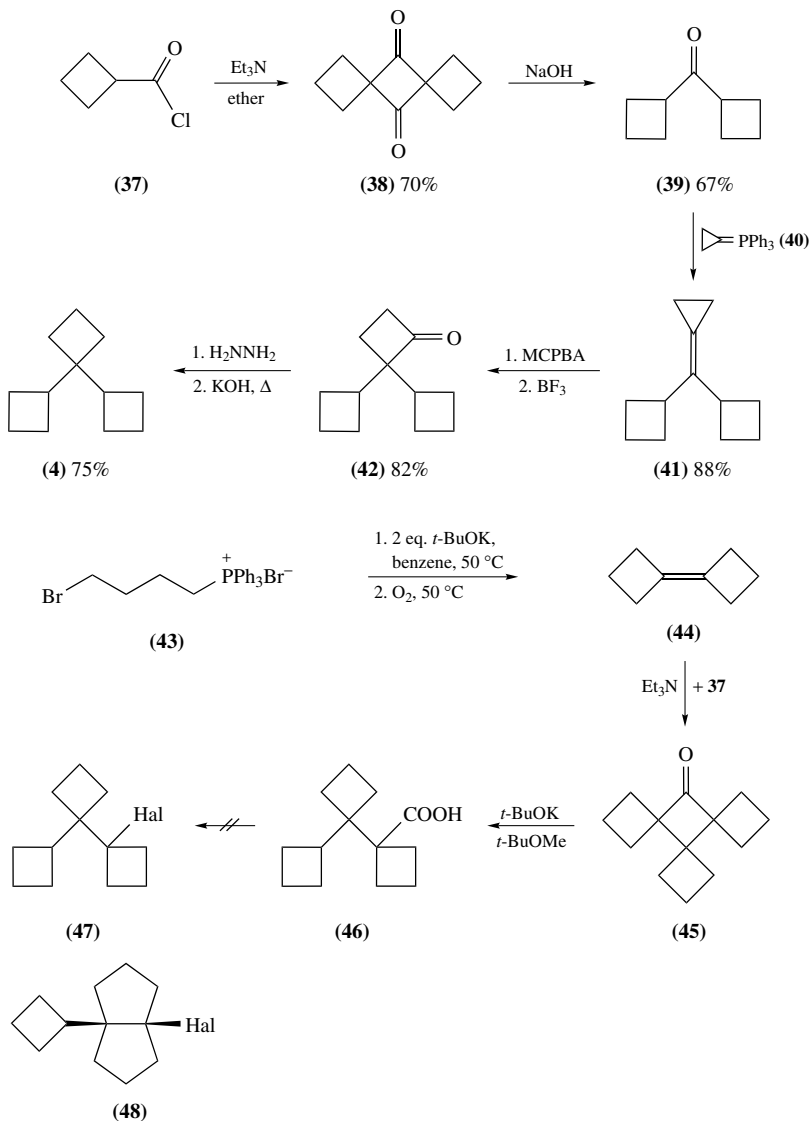 O
Cl
Et₃N
ether
O
O
NaOH
O
(37)
(38) 70%
(39) 67%
PPh₃ (40)
1. H₂NNH₂
2. KOH, Δ
O
1. MCPBA
2. BF₃
(4) 75%
(42) 82%
(41) 88%
Br
+
PPh₃Br⁻
1. 2 eq. t-BuOK,
benzene, 50 °C
2. O₂, 50 °C
(43)
(44)
Et₃N + 37
Hal
COOH
t-BuOK
t-BuOMe
O
(47)
(46)
(45)
Hal
(48)